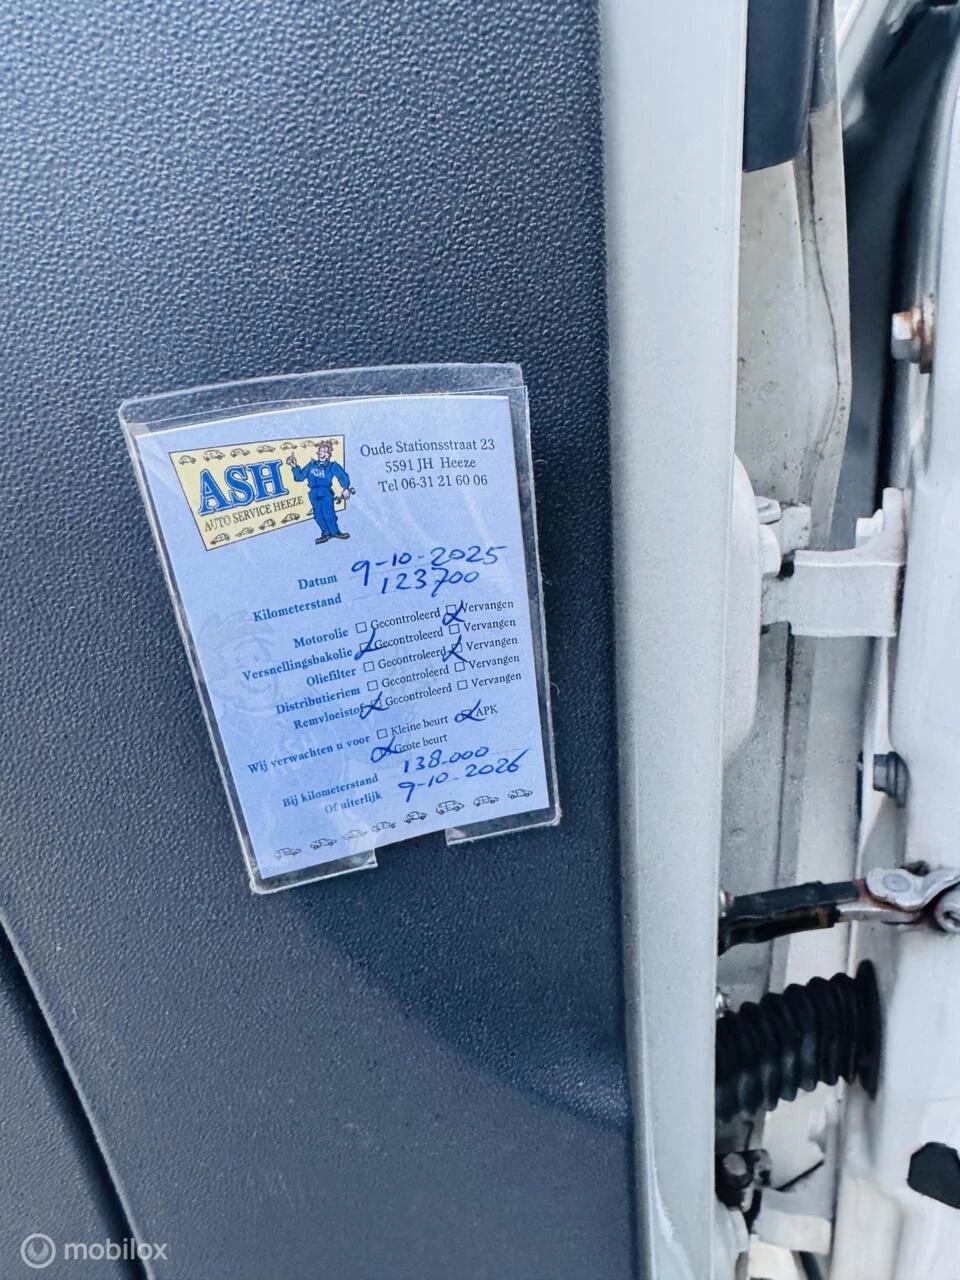 ASH
AUTO SERVICE HEEZE
ASH
Oude Stationsstraat 23
5591 JH Heeze
Tel 06-31 21 60 06
Datum 9-10-2025
Kilometerstand 123700
Motorolie Gecontroleerd Vervangen
Versnellingsbakolie Gecontroleerd Vervangen
Oliefilter Gecontroleerd Vervangen
Distributieriem Gecontroleerd Vervangen
Remvloeistof Gecontroleerd Vervangen
Wij verwachten u voor Kleine beurt APK
Grote beurt
Bij kilometerstand 138.000
Of uiterlijk 9-10-2026
mobilox